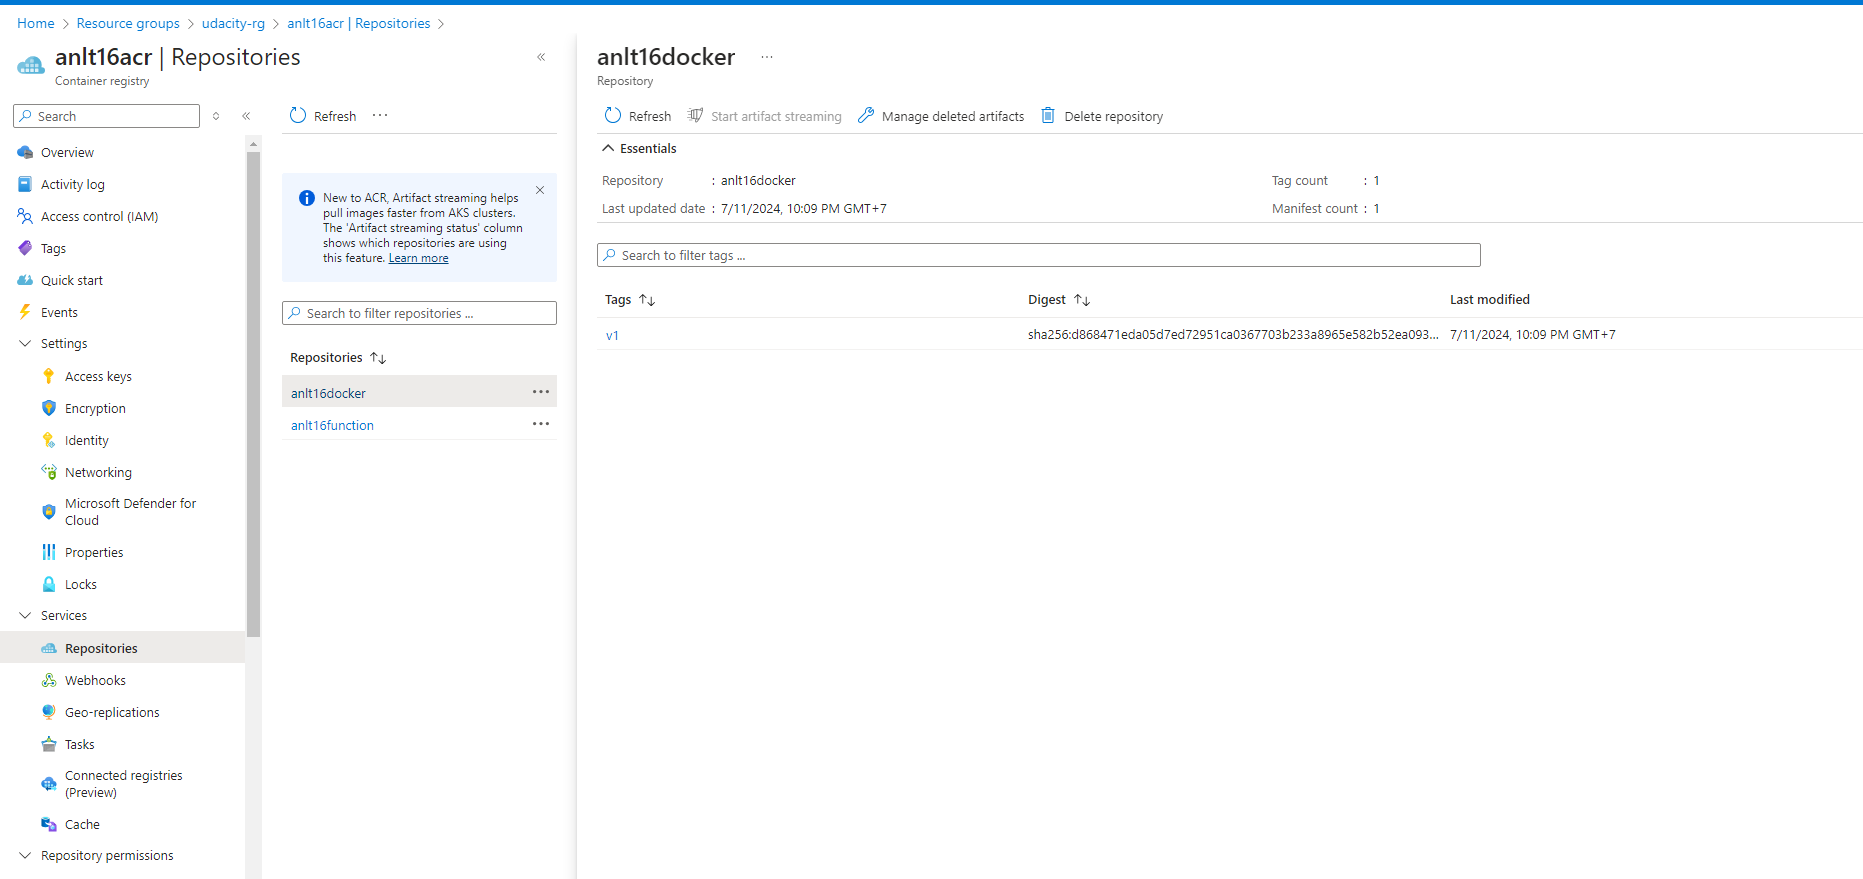 Home > Resource groups > udacity-rg > anlt16acr | Repositories >
anlt16acr | Repositories
Container registry
Search
Overview
Activity log
Access control (IAM)
Tags
Quick start
Events
Settings
Access keys
Encryption
Identity
Networking
Microsoft Defender for
Cloud
Properties
Locks
Services
Repositories
Webhooks
Geo-replications
Tasks
Connected registries
(Preview)
Cache
Repository permissions
Refresh
New to ACR, Artifact streaming helps
pull images faster from AKS clusters.
The 'Artifact streaming status' column
shows which repositories are using
this feature. Learn more
Search to filter repositories ...
Repositories
anlt16docker
anlt16function
anlt16docker
Repository
Refresh Start artifact streaming Manage deleted artifacts Delete repository
Essentials
Repository : anlt16docker Tag count : 1
Last updated date : 7/11/2024, 10:09 PM GMT+7 Manifest count : 1
Search to filter tags ...
Tags Digest Last modified
v1 sha256:d868471eda05d7ed72951ca0367703b233a8965e582b52ea093... 7/11/2024, 10:09 PM GMT+7